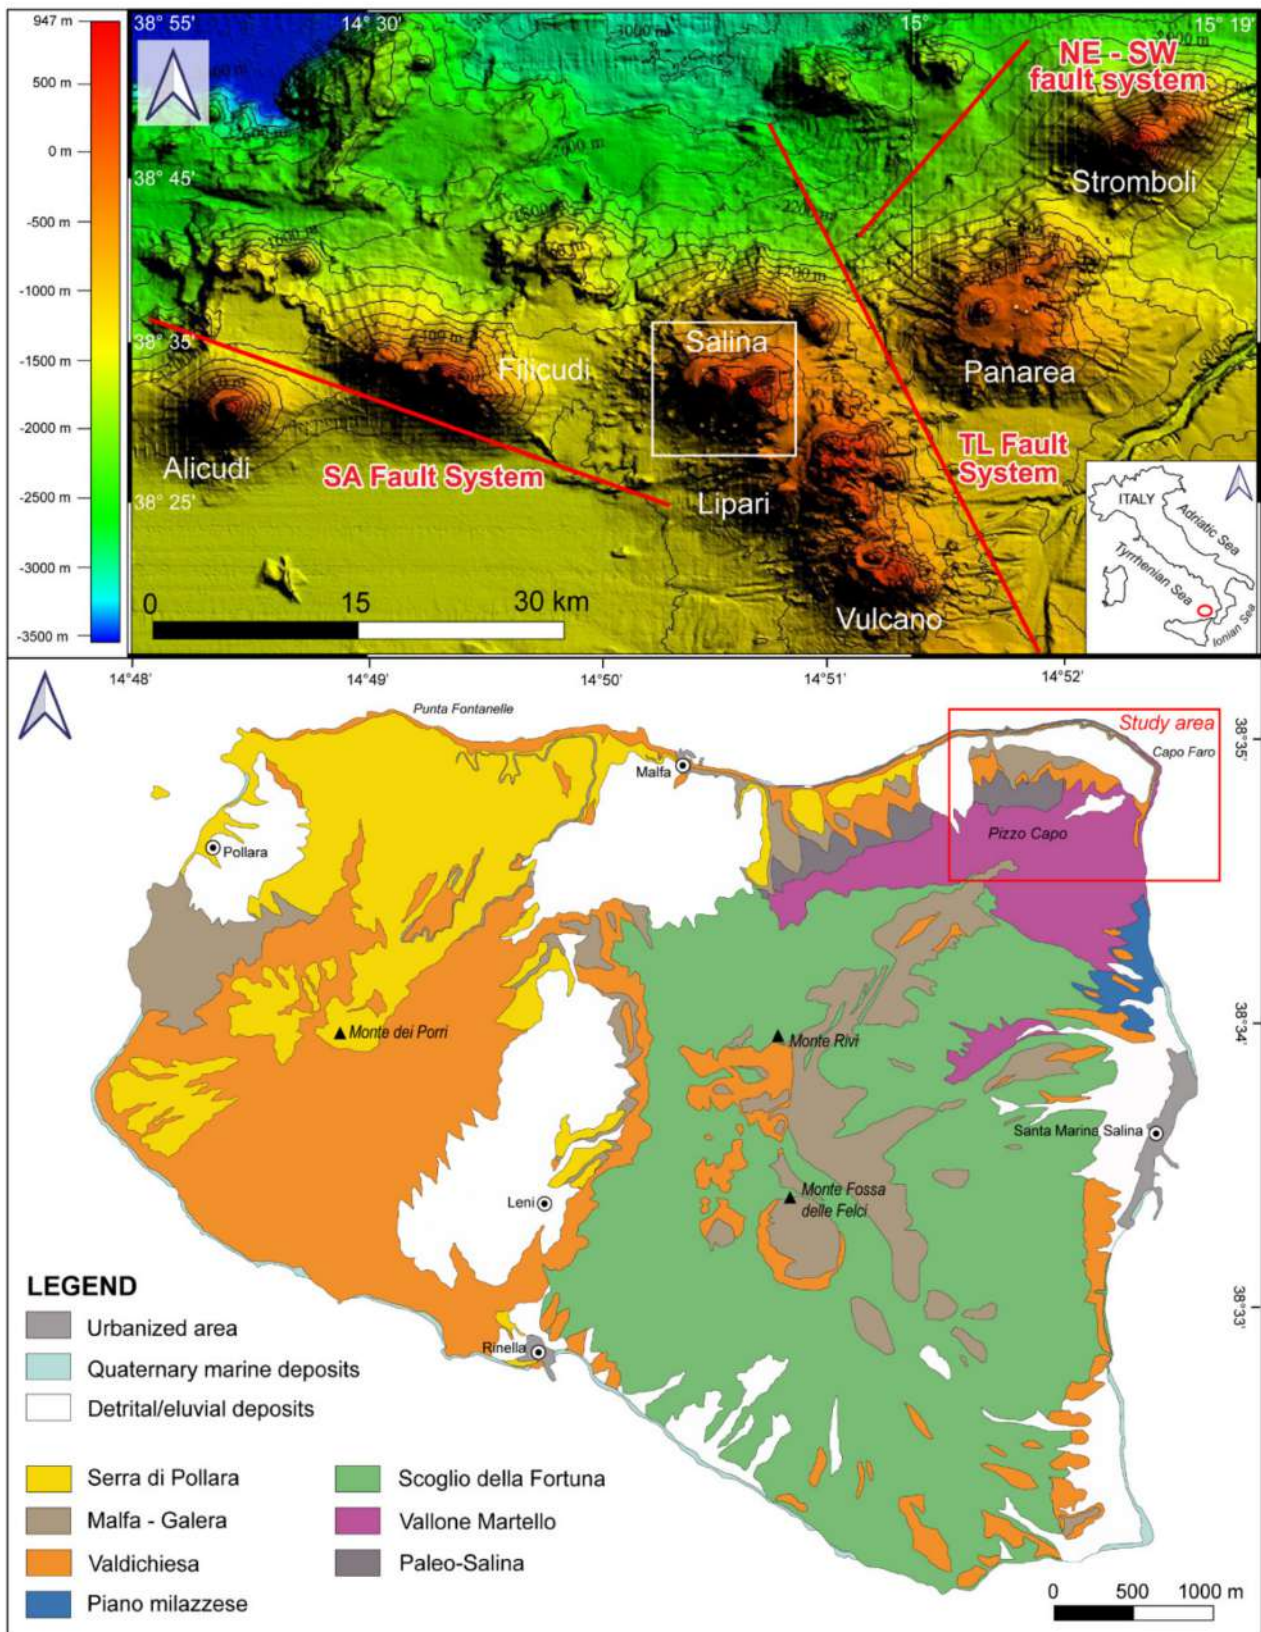 947 m
500 m
0 m
-500 m
-1000 m
-1500 m
-2000 m
-2500 m
-3000 m
-3500 m
38° 55'
14° 30'
15°
15° 19'
38° 45'
38° 35'
38° 25'
3000 m
NE - SW
fault system
Stromboli
Salina
Filicudi
Panarea
Alicudi
SA Fault System
TL Fault
System
Lipari
Vulcano
0
15
30 km
ITALY
Adriatic Sea
Tyrrhenian Sea
Ionian Sea
14°48'
14°49'
14°50'
14°51'
14°52'
Punta Fontanelle
Study area
38°35'
Malfa
Capo Faro
Pizzo Capo
Pollara
Monte dei Porri
Monte Rivi
38°34'
Santa Marina Salina
Leni
Monte Fossa
delle Felci
Rinella
38°33'
LEGEND
Urbanized area
Quaternary marine deposits
Detrital/eluvial deposits
Serra di Pollara
Scoglio della Fortuna
Malfa - Galera
Vallone Martello
Valdichiesa
Paleo-Salina
Piano milazzese
0
500
1000 m